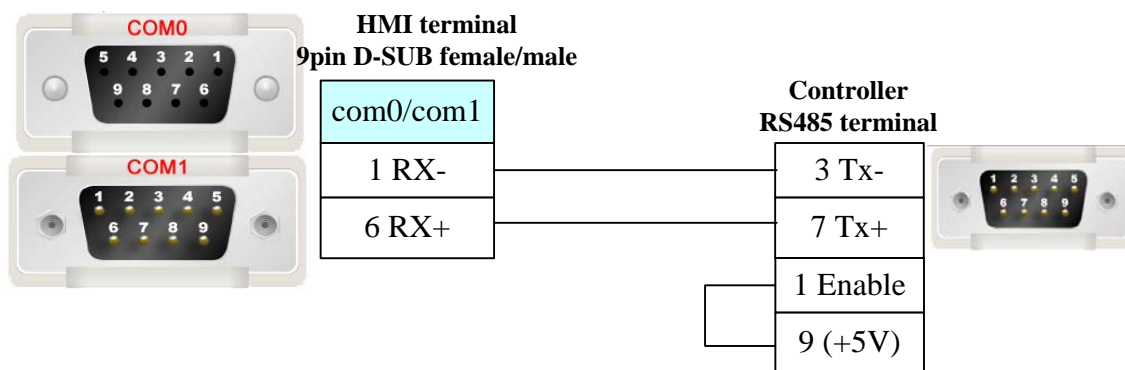 COM0
5 4 3 2 1
9 8 7 6
COM1
1 2 3 4 5
6 7 8 9
HMI terminal
9pin D-SUB female/male
com0/com1
1 RX-
6 RX+
Controller
RS485 terminal
3 Tx-
7 Tx+
1 Enable
9 (+5V)
1 2 3 4 5
6 7 8 9